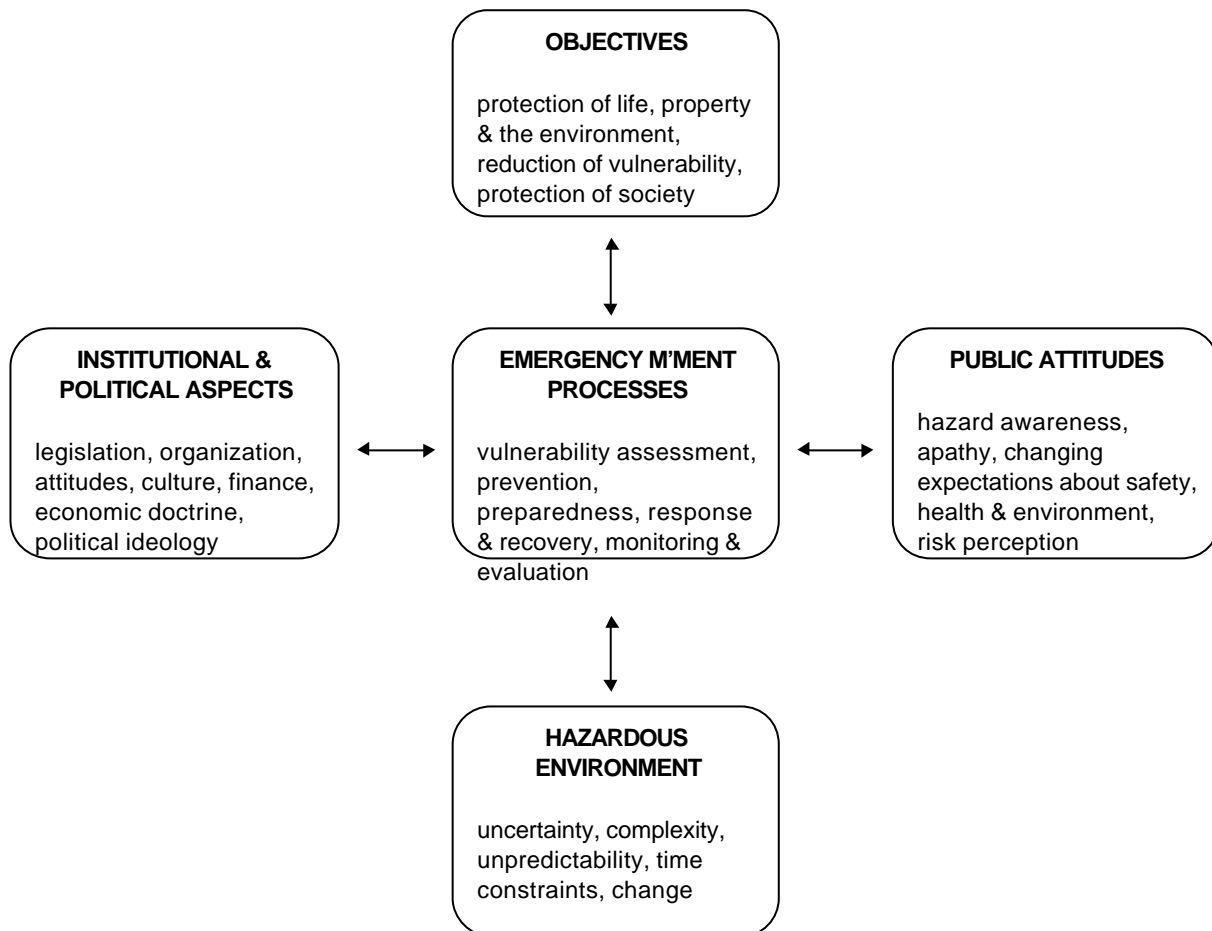 OBJECTIVES
protection of life, property
& the environment,
reduction of vulnerability,
protection of society
INSTITUTIONAL &
POLITICAL ASPECTS
legislation, organization,
attitudes, culture, finance,
economic doctrine,
political ideology
EMERGENCY M’MENT
PROCESSES
vulnerability assessment,
prevention,
preparedness, response
& recovery, monitoring &
evaluation
PUBLIC ATTITUDES
hazard awareness,
apathy, changing
expectations about safety,
health & environment,
risk perception
HAZARDOUS
ENVIRONMENT
uncertainty, complexity,
unpredictability, time
constraints, change